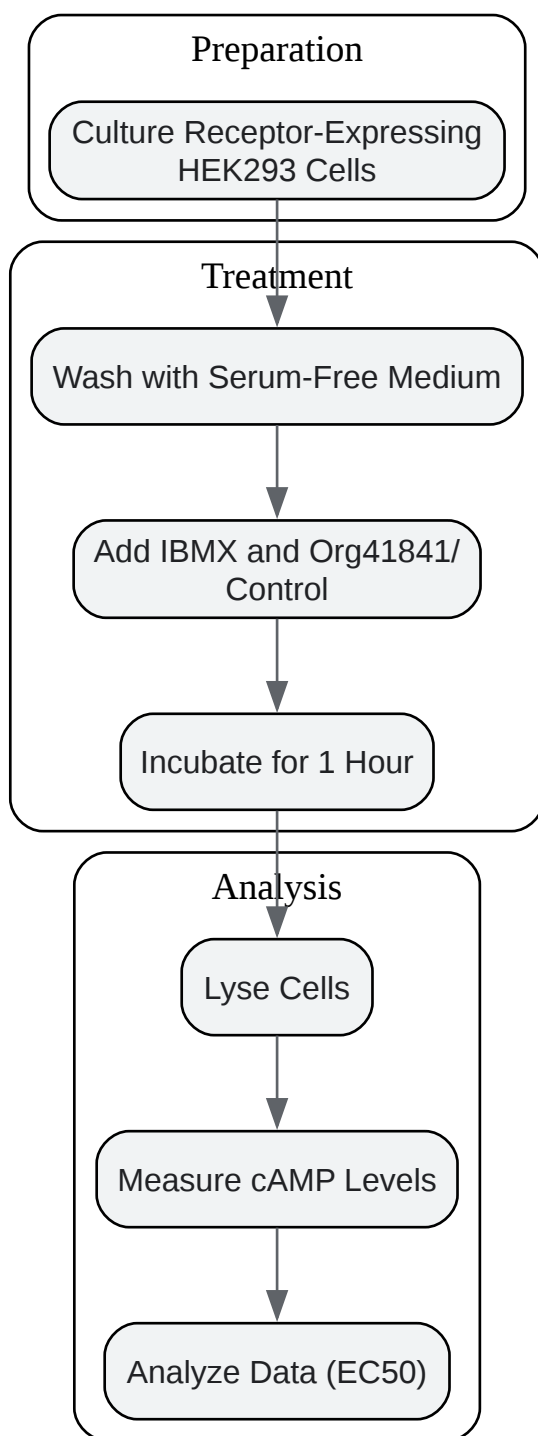 Preparation
Culture Receptor-Expressing
HEK293 Cells
Treatment
Wash with Serum-Free Medium
Add IBMX and Org41841/
Control
Incubate for 1 Hour
Analysis
Lyse Cells
Measure cAMP Levels
Analyze Data (EC50)